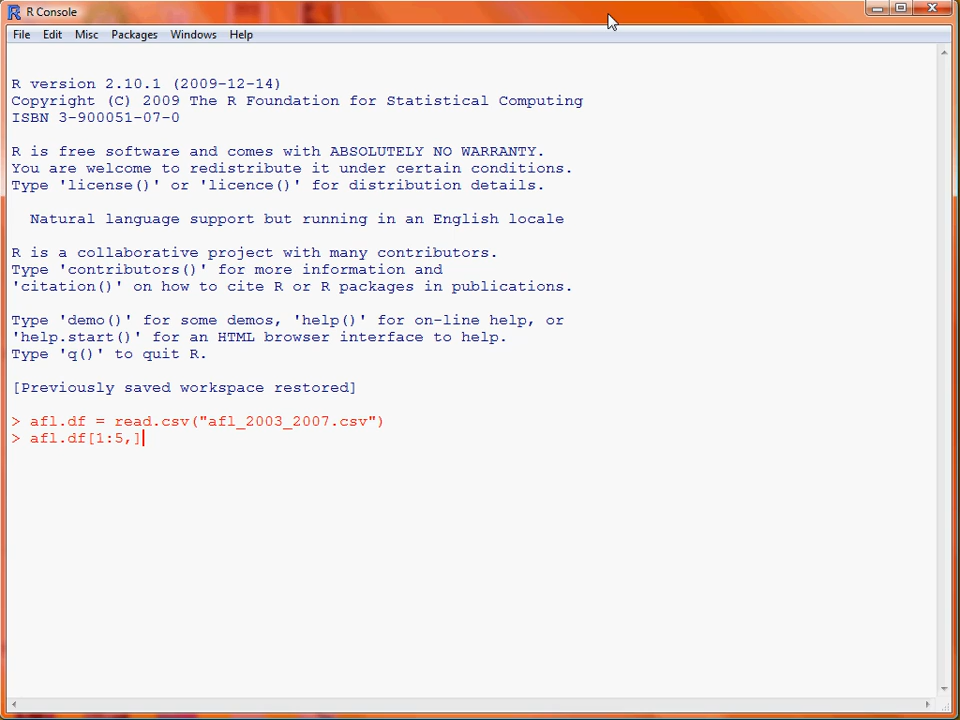 R Console
File Edit Misc Packages Windows Help
R version 2.10.1 (2009-12-14)
Copyright (C) 2009 The R Foundation for Statistical Computing
ISBN 3-900051-07-0
R is free software and comes with ABSOLUTELY NO WARRANTY.
You are welcome to redistribute it under certain conditions.
Type 'license()' or 'licence()' for distribution details.
Natural language support but running in an English locale
R is a collaborative project with many contributors.
Type 'contributors()' for more information and
'citation()' on how to cite R or R packages in publications.
Type 'demo()' for some demos, 'help()' for on-line help, or
'help.start()' for an HTML browser interface to help.
Type 'q()' to quit R.
[Previously saved workspace restored]
> afl.df = read.csv("afl_2003_2007.csv")
> afl.df[1:5,]